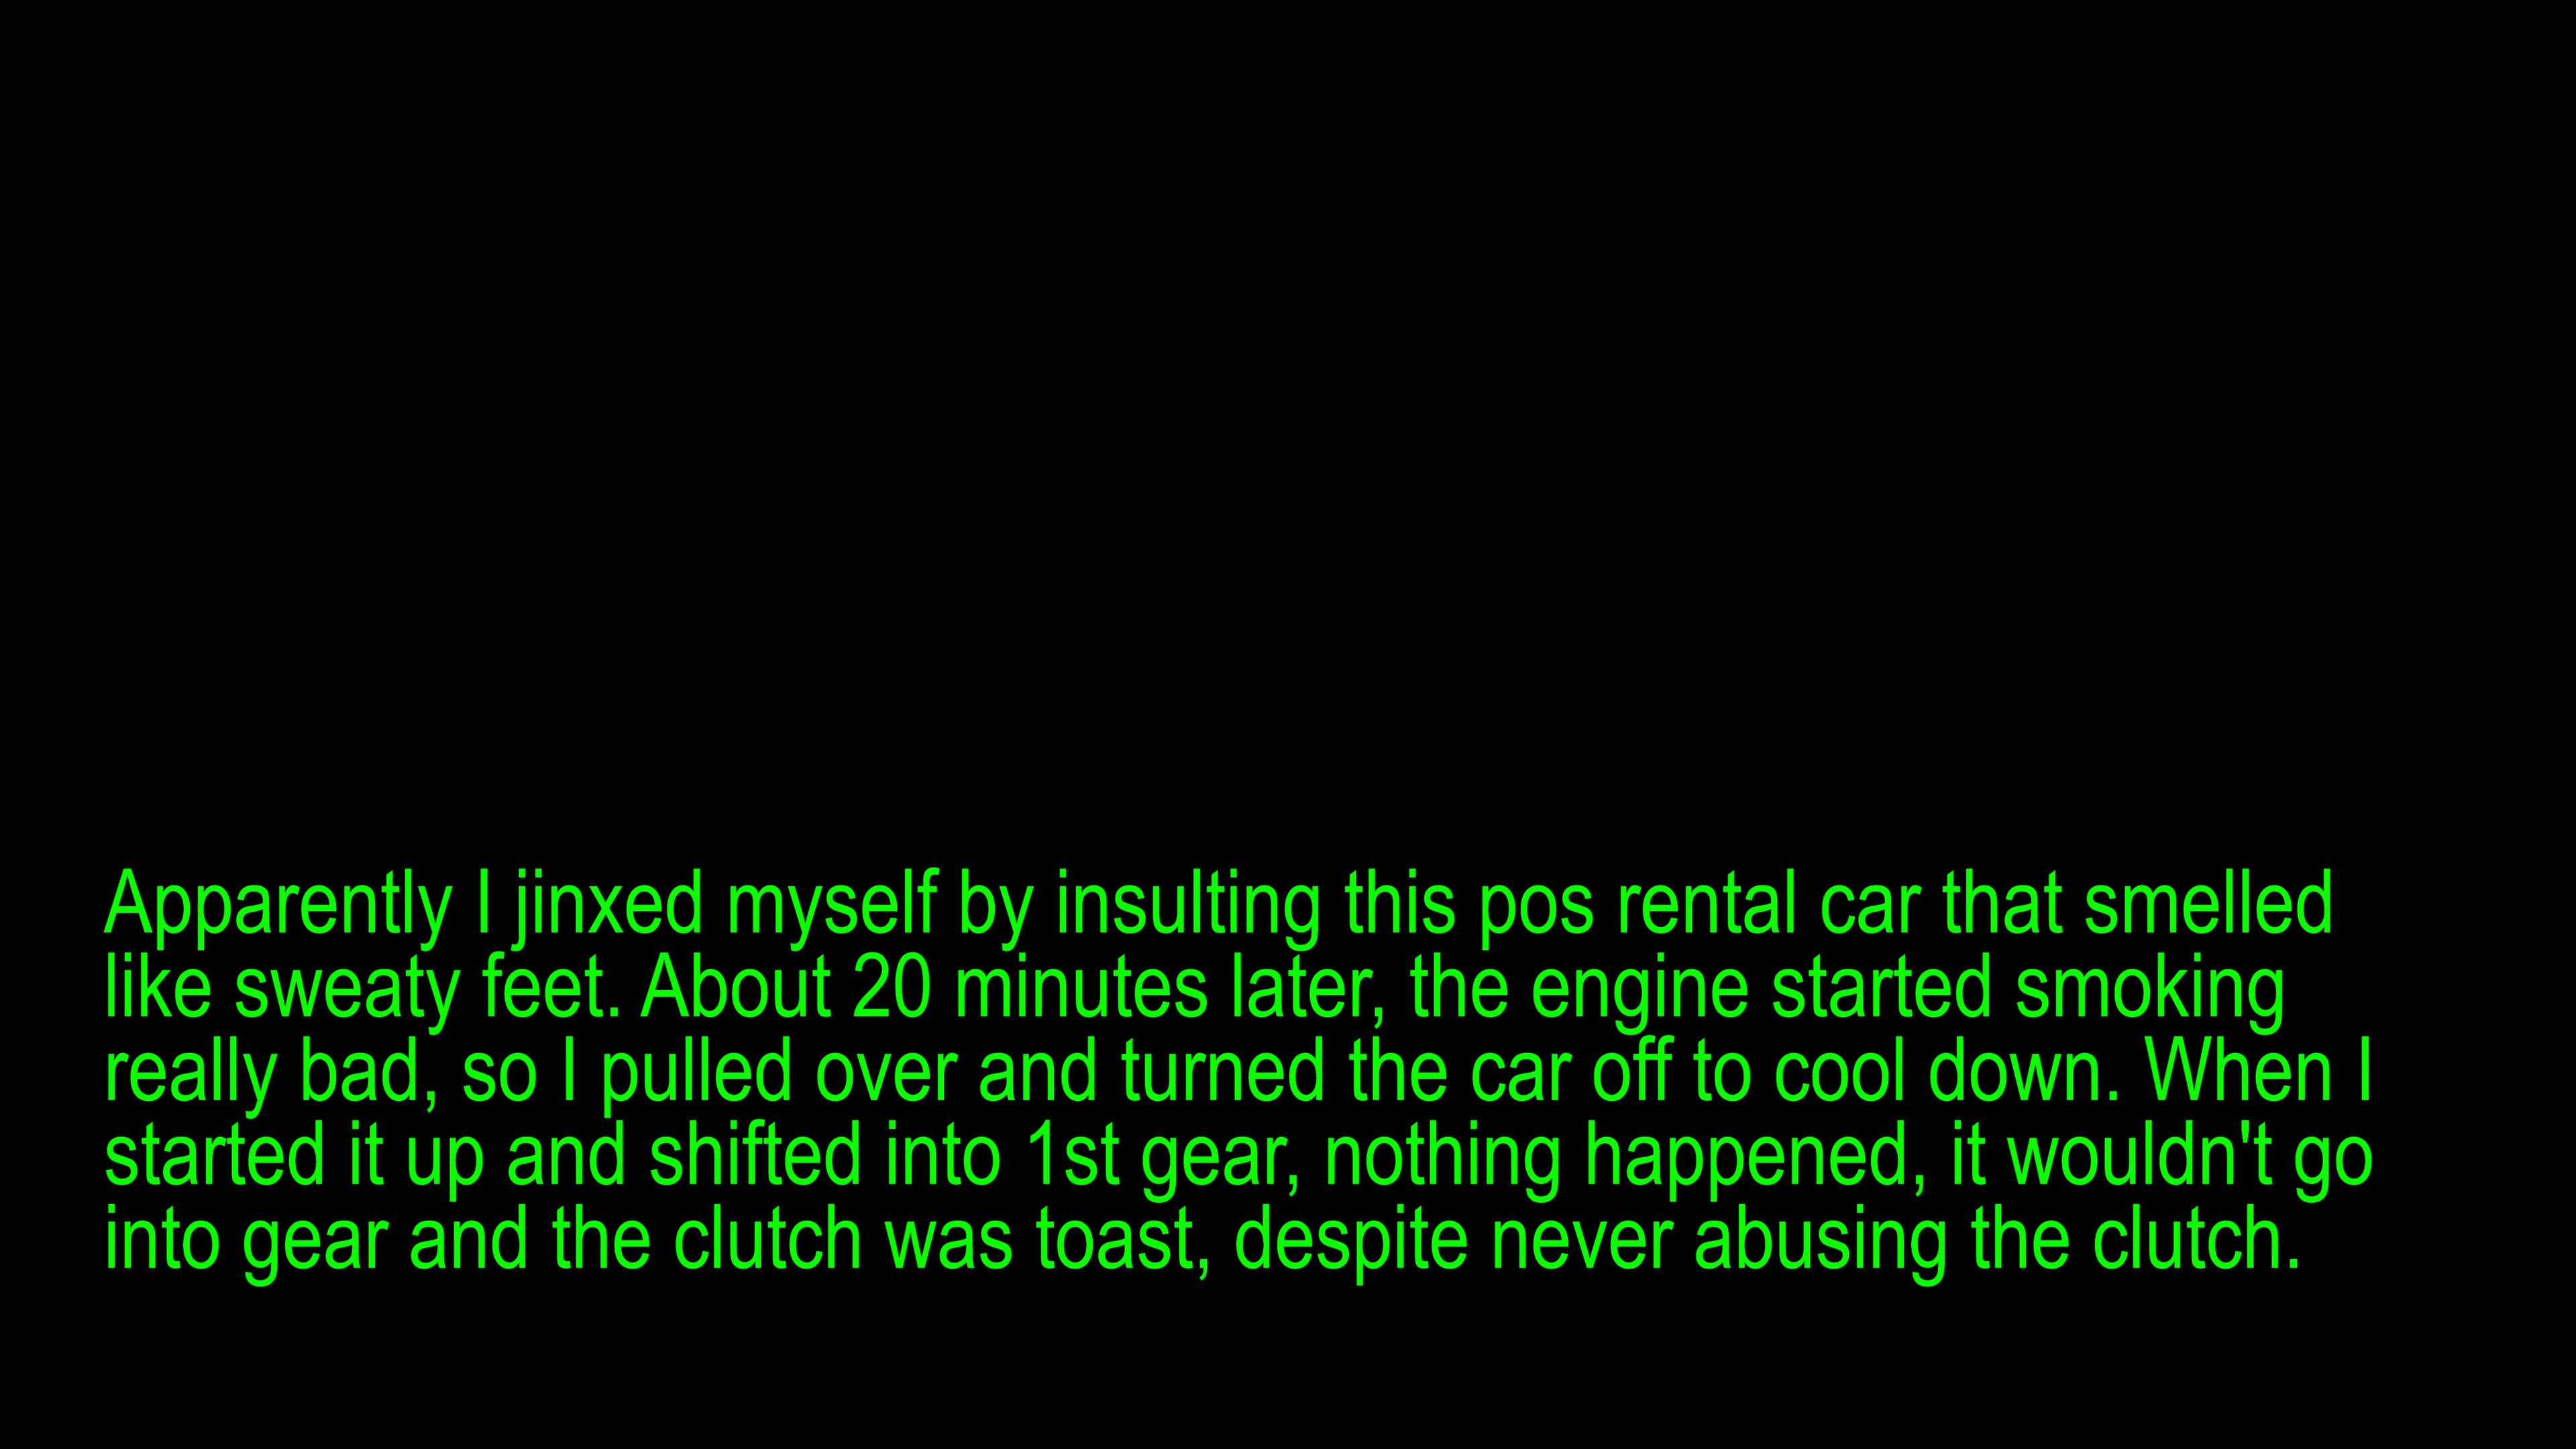 Apparently I jinxed myself by insulting this pos rental car that smelled
like sweaty feet. About 20 minutes later, the engine started smoking
really bad, so I pulled over and turned the car off to cool down. When I
started it up and shifted into 1st gear, nothing happened, it wouldn't go
into gear and the clutch was toast, despite never abusing the clutch.